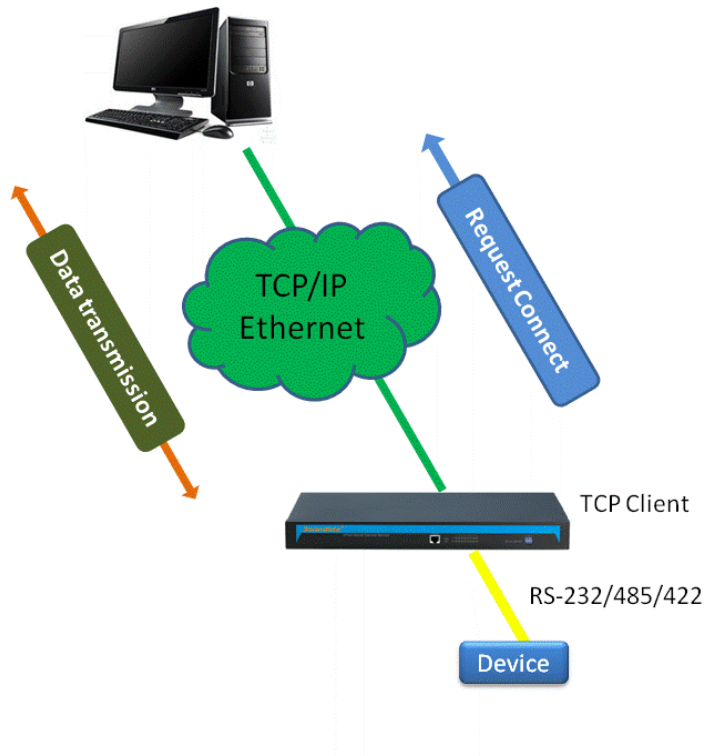 Data transmission
Request Connect
TCP/IP
Ethernet
TCP Client
RS-232/485/422
Device